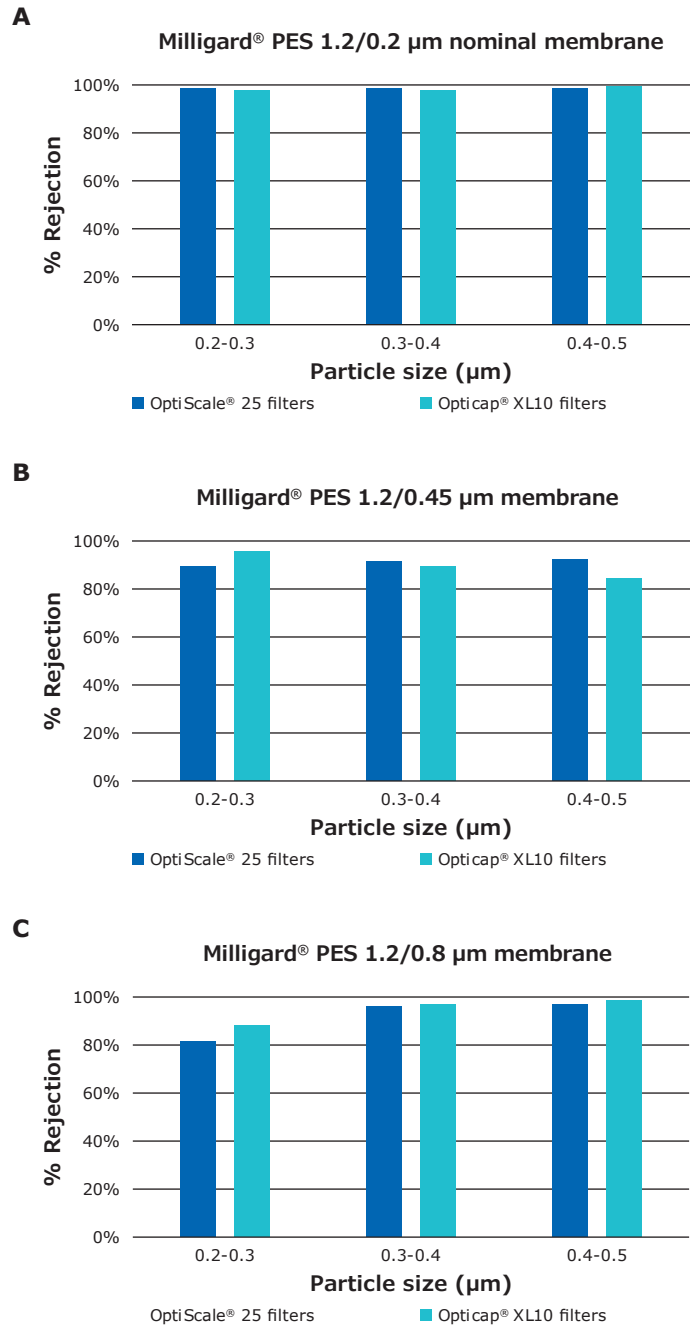 A
Milligard® PES 1.2/0.2 µm nominal membrane
100%
80%
60%
40%
20%
0%
% Rejection
0.2-0.3 0.3-0.4 0.4-0.5
Particle size (µm)
OptiScale® 25 filters Opticap® XL10 filters
B
Milligard® PES 1.2/0.45 µm membrane
100%
80%
60%
40%
20%
0%
% Rejection
0.2-0.3 0.3-0.4 0.4-0.5
Particle size (µm)
OptiScale® 25 filters Opticap® XL10 filters
C
Milligard® PES 1.2/0.8 µm membrane
100%
80%
60%
40%
20%
0%
% Rejection
0.2-0.3 0.3-0.4 0.4-0.5
Particle size (µm)
OptiScale® 25 filters Opticap® XL10 filters